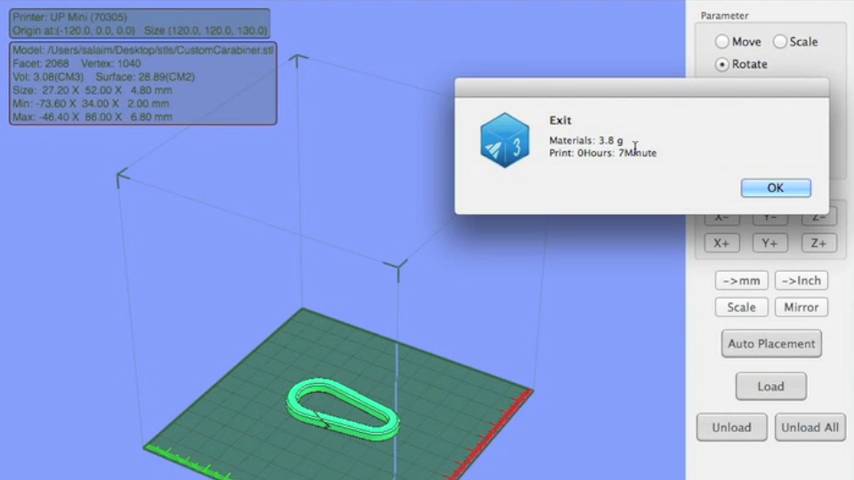 Printer: UP Mini (70305)
Origin at(-120.0, 0.0, 0.0) Size (120.0, 120.0, 130.0)
Model: /Users/salaim/Desktop/stls/CustomCarabiner.stl
Facet: 2068 Vertex: 1040
Vol: 3.08(CM3) Surface: 28.89(CM2)
Size: 27.20 X 52.00 X 4.80 mm
Min: -73.60 X 34.00 X 2.00 mm
Max: -46.40 X 86.00 X 6.80 mm
Parameter
Move Scale
Rotate
Exit
3
Materials: 3.8 g
Print: 0Hours: 7Minute
OK
X- Y- Z-
X+ Y+ Z+
->mm ->Inch
Scale Mirror
Auto Placement
Load
Unload Unload All